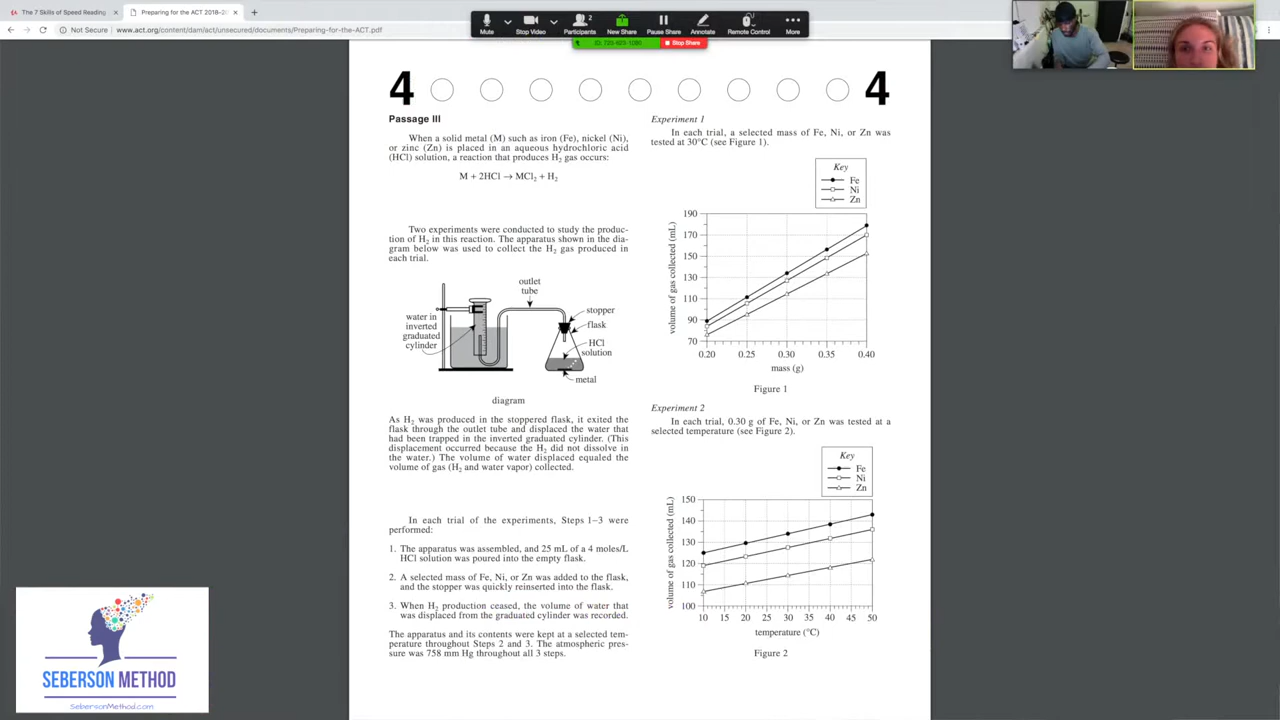 The 7 Skills of Speed Reading
Preparing for the ACT 2018-2
Not Secure
www.act.org/content/dam/act/unsecured/documents/Preparing-for-the-ACT.pdf
Mute
Stop Video
2
Participants
New Share
Pause Share
Annotate
Remote Control
More
Stop Share
4
4
Passage III
When a solid metal (M) such as iron (Fe), nickel (Ni),
or zinc (Zn) is placed in an aqueous hydrochloric acid
(HCl) solution, a reaction that produces H₂ gas occurs:
M + 2HCl → MCl₂ + H₂
Two experiments were conducted to study the produc-
tion of H₂ in this reaction. The apparatus shown in the dia-
gram below was used to collect the H₂ gas produced in
each trial.
outlet
tube
stopper
flask
HCl
solution
metal
water in
inverted
graduated
cylinder
diagram
As H₂ was produced in the stoppered flask, it exited the
flask through the outlet tube and displaced the water that
had been trapped in the inverted graduated cylinder. (This
displacement occurred because the H₂ did not dissolve in
the water.) The volume of water displaced equaled the
volume of gas (H₂ and water vapor) collected.
In each trial of the experiments, Steps 1–3 were
performed:
1. The apparatus was assembled, and 25 mL of a 4 moles/L
HCl solution was poured into the empty flask.
2. A selected mass of Fe, Ni, or Zn was added to the flask,
and the stopper was quickly reinserted into the flask.
3. When H₂ production ceased, the volume of water that
was displaced from the graduated cylinder was recorded.
The apparatus and its contents were kept at a selected tem-
perature throughout Steps 2 and 3. The atmospheric pres-
sure was 758 mm Hg throughout all 3 steps.
Experiment 1
In each trial, a selected mass of Fe, Ni, or Zn was
tested at 30°C (see Figure 1).
Key
Fe
Ni
Zn
volume of gas collected (mL)
190
170
150
130
110
90
70
0.20 0.25 0.30 0.35 0.40
mass (g)
Figure 1
Experiment 2
In each trial, 0.30 g of Fe, Ni, or Zn was tested at a
selected temperature (see Figure 2).
Key
Fe
Ni
Zn
volume of gas collected (mL)
150
140
130
120
110
100
10 15 20 25 30 35 40 45 50
temperature (°C)
Figure 2
SEBERSON METHOD
SebersonMethod.com